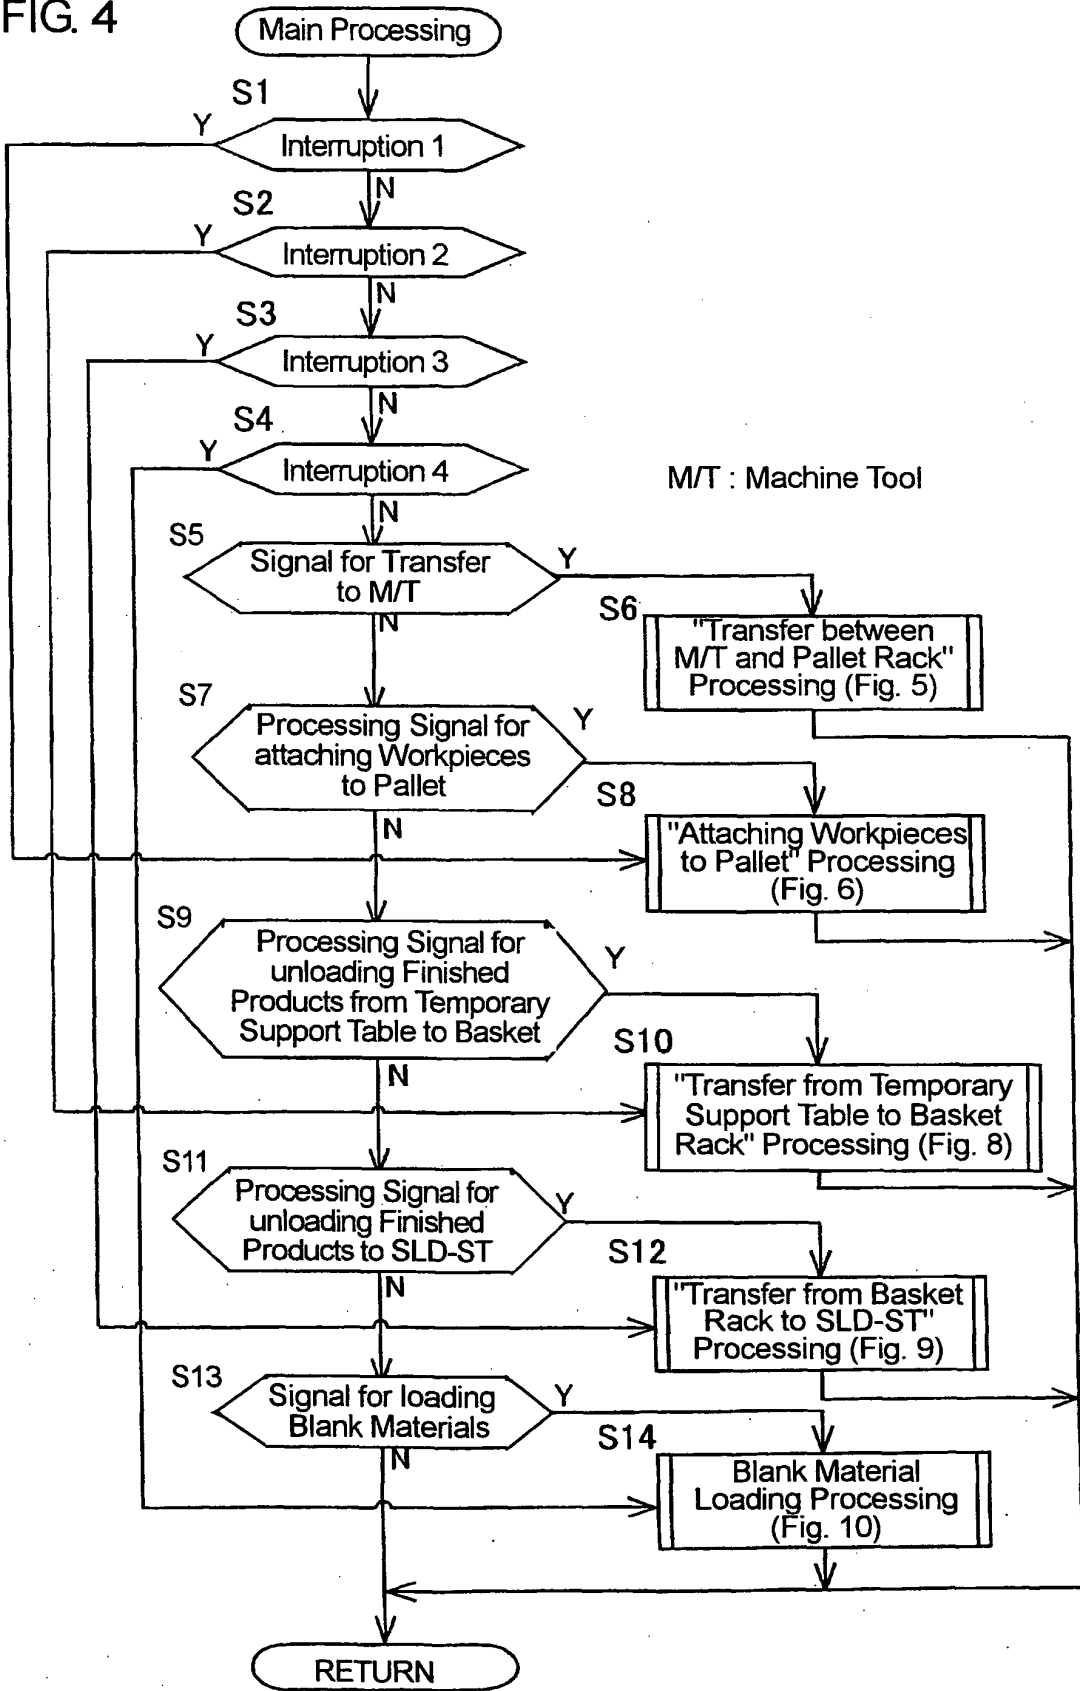 FIG. 4
Main Processing
S1
Y
Interruption 1
N
S2
Y
Interruption 2
N
S3
Y
Interruption 3
N
S4
Y
Interruption 4
M/T : Machine Tool
N
S5
Signal for Transfer
to M/T
Y
N
S6
"Transfer between
M/T and Pallet Rack"
Processing (Fig. 5)
S7
Processing Signal for
attaching Workpieces
to Pallet
Y
N
S8
"Attaching Workpieces
to Pallet" Processing
(Fig. 6)
S9
Processing Signal for
unloading Finished
Products from Temporary
Support Table to Basket
Y
N
S10
"Transfer from Temporary
Support Table to Basket
Rack" Processing (Fig. 8)
S11
Processing Signal for
unloading Finished
Products to SLD-ST
Y
N
S12
"Transfer from Basket
Rack to SLD-ST"
Processing (Fig. 9)
S13
Signal for loading
Blank Materials
Y
N
S14
Blank Material
Loading Processing
(Fig. 10)
RETURN